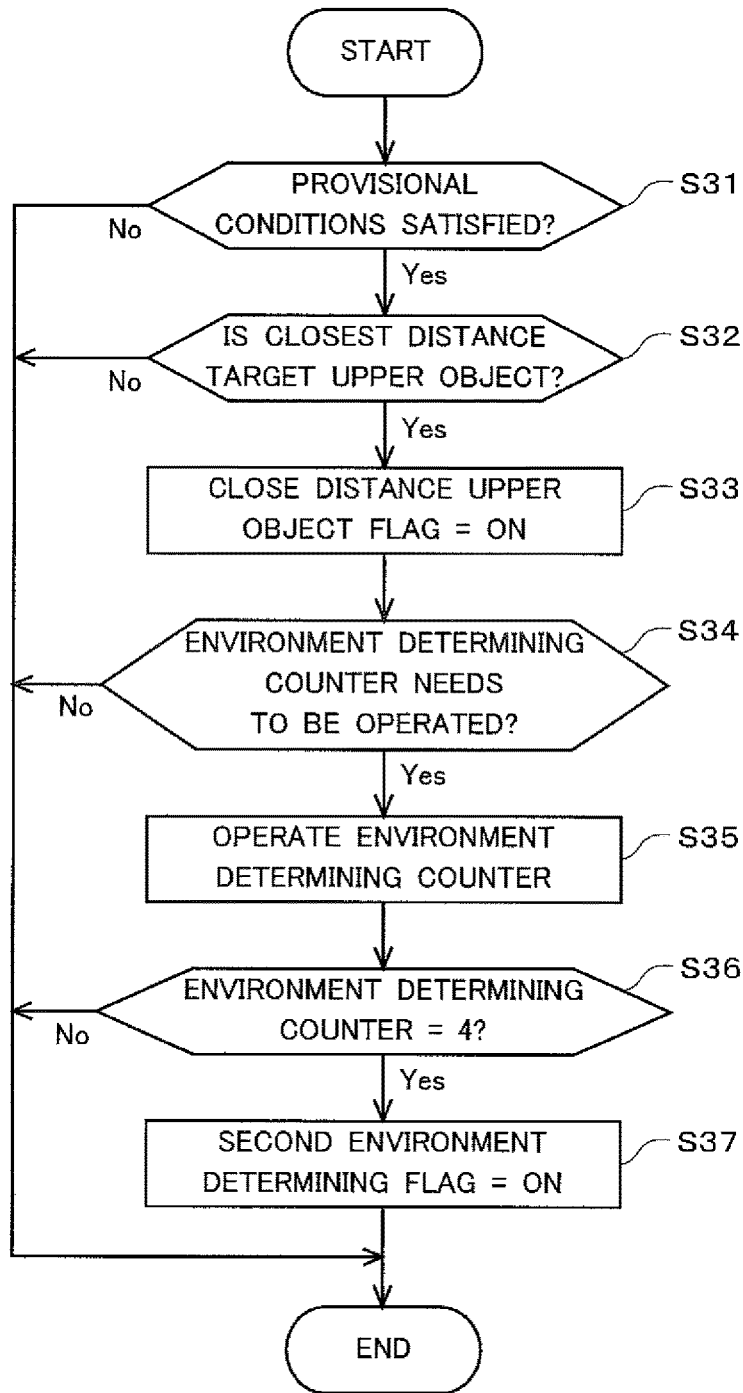 START
PROVISIONAL
CONDITIONS SATISFIED?
S31
No
Yes
IS CLOSEST DISTANCE
TARGET UPPER OBJECT?
S32
No
Yes
CLOSE DISTANCE UPPER
OBJECT FLAG = ON
S33
ENVIRONMENT DETERMINING
COUNTER NEEDS
TO BE OPERATED?
S34
No
Yes
OPERATE ENVIRONMENT
DETERMINING COUNTER
S35
ENVIRONMENT DETERMINING
COUNTER = 4?
S36
No
Yes
SECOND ENVIRONMENT
DETERMINING FLAG = ON
S37
END